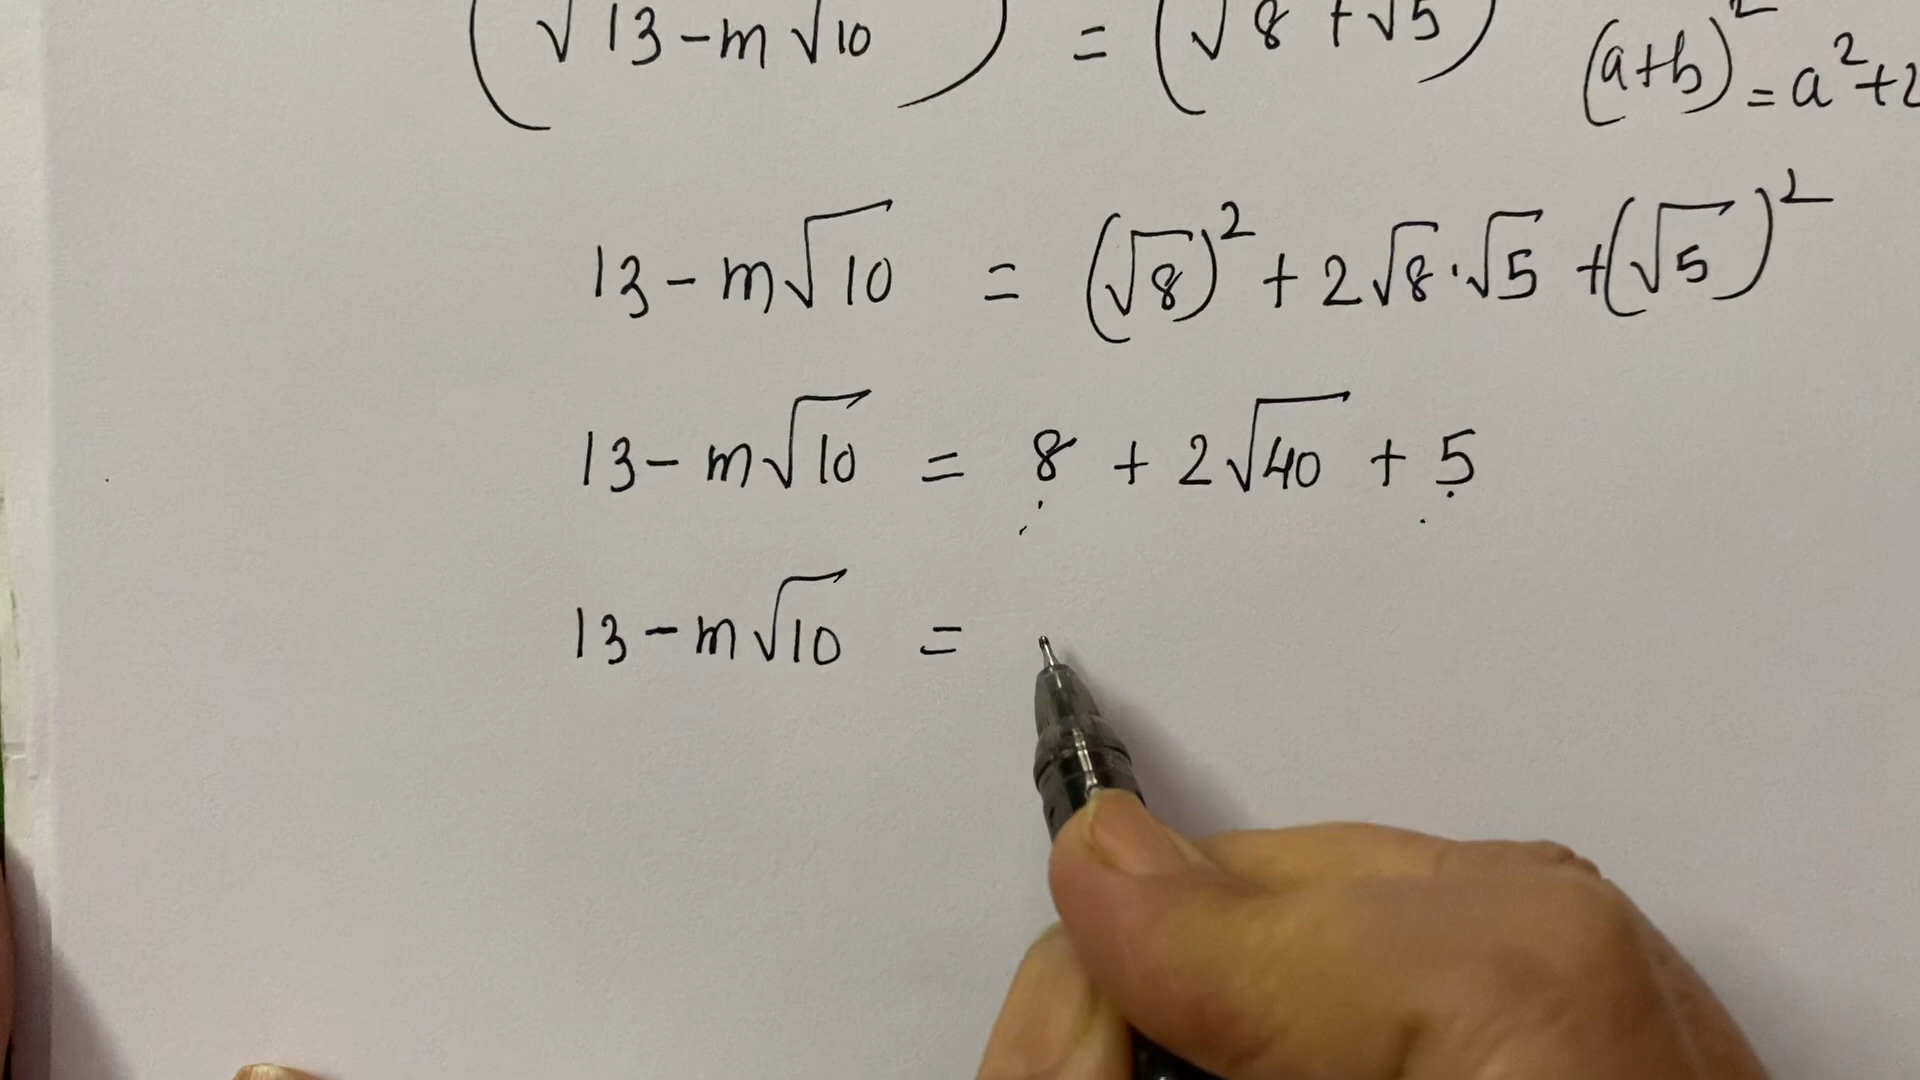 (√13-m√10) = (√8+√5)
(a+b)² = a²+2
13-m√10 = (√8)²+2√8·√5+(√5)²
13-m√10 = 8+2√40+5
13-m√10 =